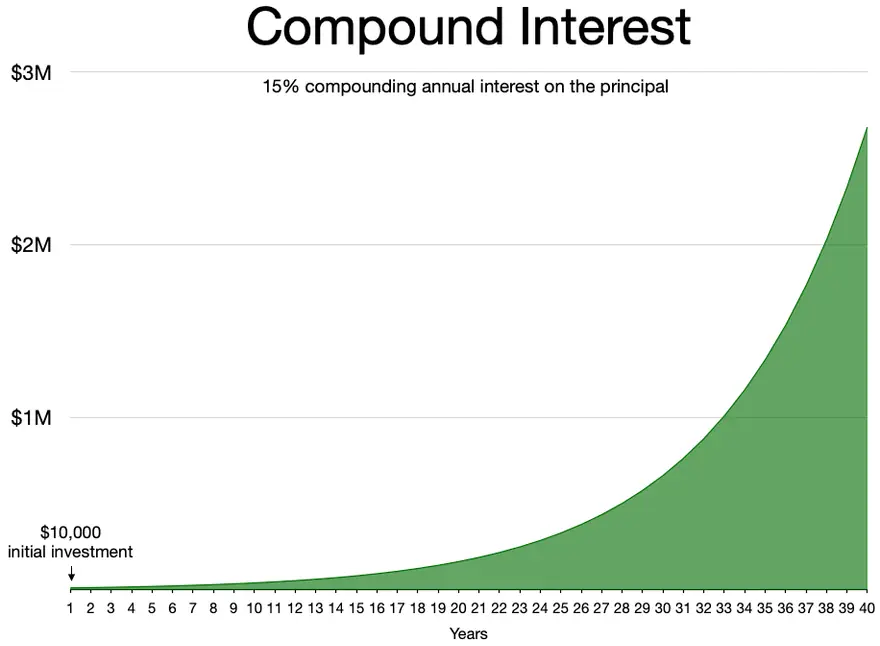 Compound Interest
$3M
15% compounding annual interest on the principal
$2M
$1M
$10,000
initial investment
1 2 3 4 5 6 7 8 9 10 11 12 13 14 15 16 17 18 19 20 21 22 23 24 25 26 27 28 29 30 31 32 33 34 35 36 37 38 39 40
Years